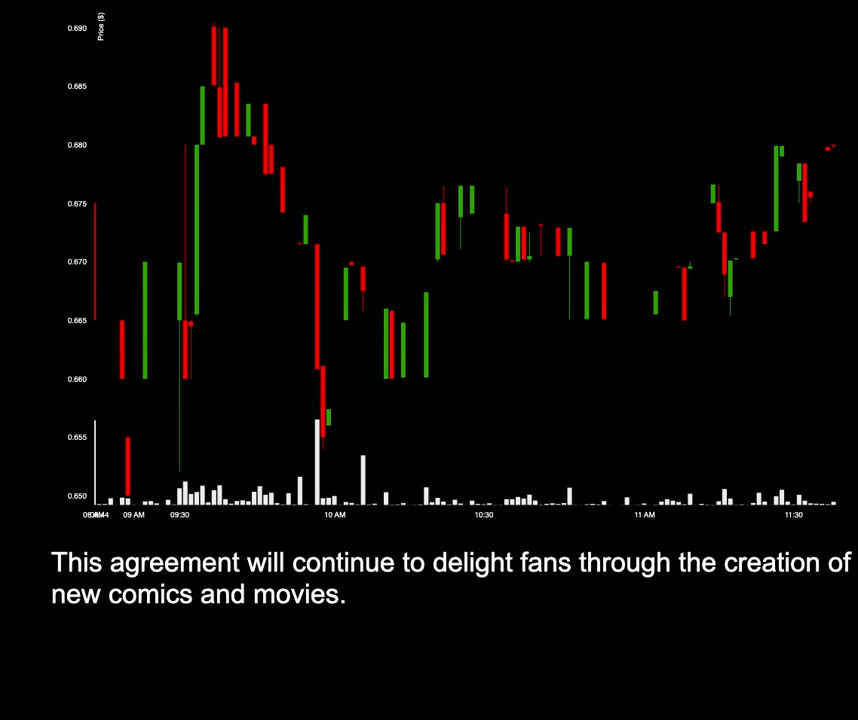 Price ($)
0.690
0.685
0.680
0.675
0.670
0.665
0.660
0.655
0.650
09 AM
09:30
10 AM
10:30
11 AM
11:30
This agreement will continue to delight fans through the creation of
new comics and movies.